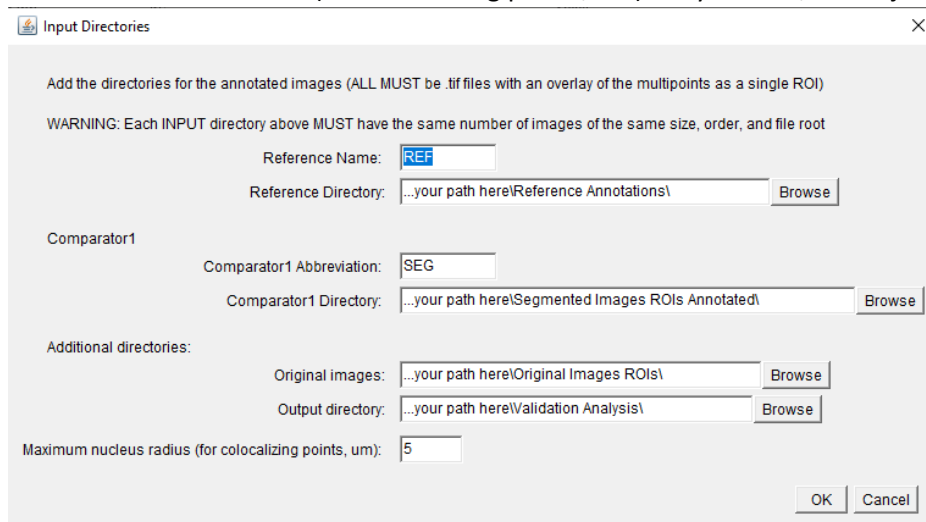 Input Directories
Add the directories for the annotated images (ALL MUST be .tif files with an overlay of the multipoints as a single ROI)
WARNING: Each INPUT directory above MUST have the same number of images of the same size, order, and file root
Reference Name: REF
Reference Directory: ...your path here\Reference Annotations\ Browse
Comparator1
Comparator1 Abbreviation: SEG
Comparator1 Directory: ...your path here\Segmented Images ROIs Annotated\ Browse
Additional directories:
Original images: ...your path here\Original Images ROIs\ Browse
Output directory: ...your path here\Validation Analysis\ Browse
Maximum nucleus radius (for colocalizing points, um): 5
OK Cancel